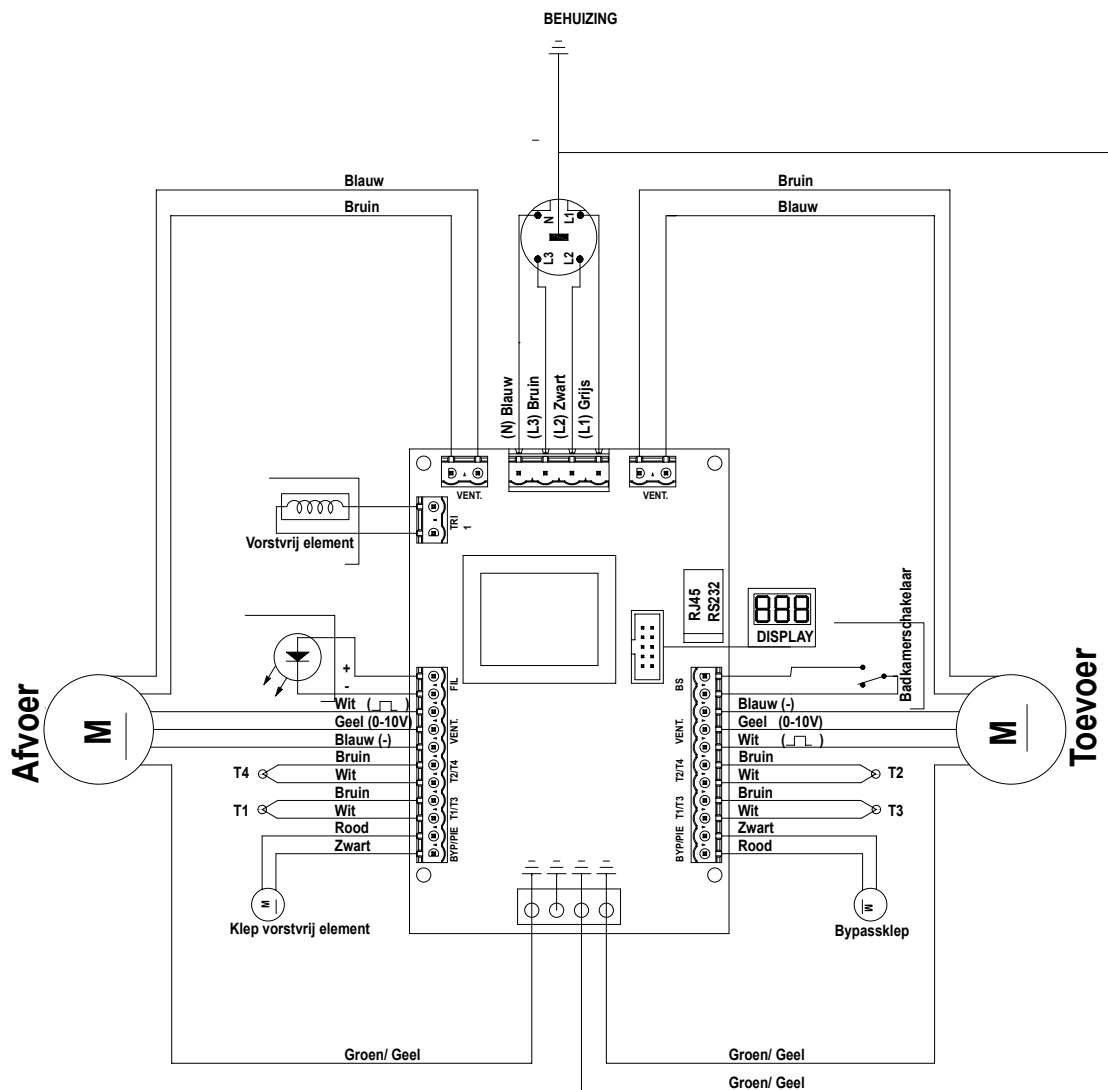 BEHUIZING
Blauw
Bruin
Bruin
Blauw
N
L1
L3
L2
(N) Blauw
(L3) Bruin
(L2) Zwart
(L1) Grijs
VENT.
VENT.
TRI
1
Vorstvrij element
RJ45
RS232
DISPLAY
Badkamerschakelaar
Afvoer
M
+
-
Wit ( )
Geel (0-10V)
Blauw (-)
Bruin
Wit
Bruin
Wit
Rood
Zwart
T4
T1
FIL
VENT.
T2/T4
T1/T3
BYP/PIE
M
Klep vorstvrij element
BS
VENT.
T2/T4
T1/T3
BYP/PIE
Blauw (-)
Geel (0-10V)
Wit ( )
Bruin
Wit
Bruin
Wit
Zwart
Rood
T2
T3
M
Toevoer
M
Bypassklep
Groen/ Geel
Groen/ Geel
Groen/ Geel